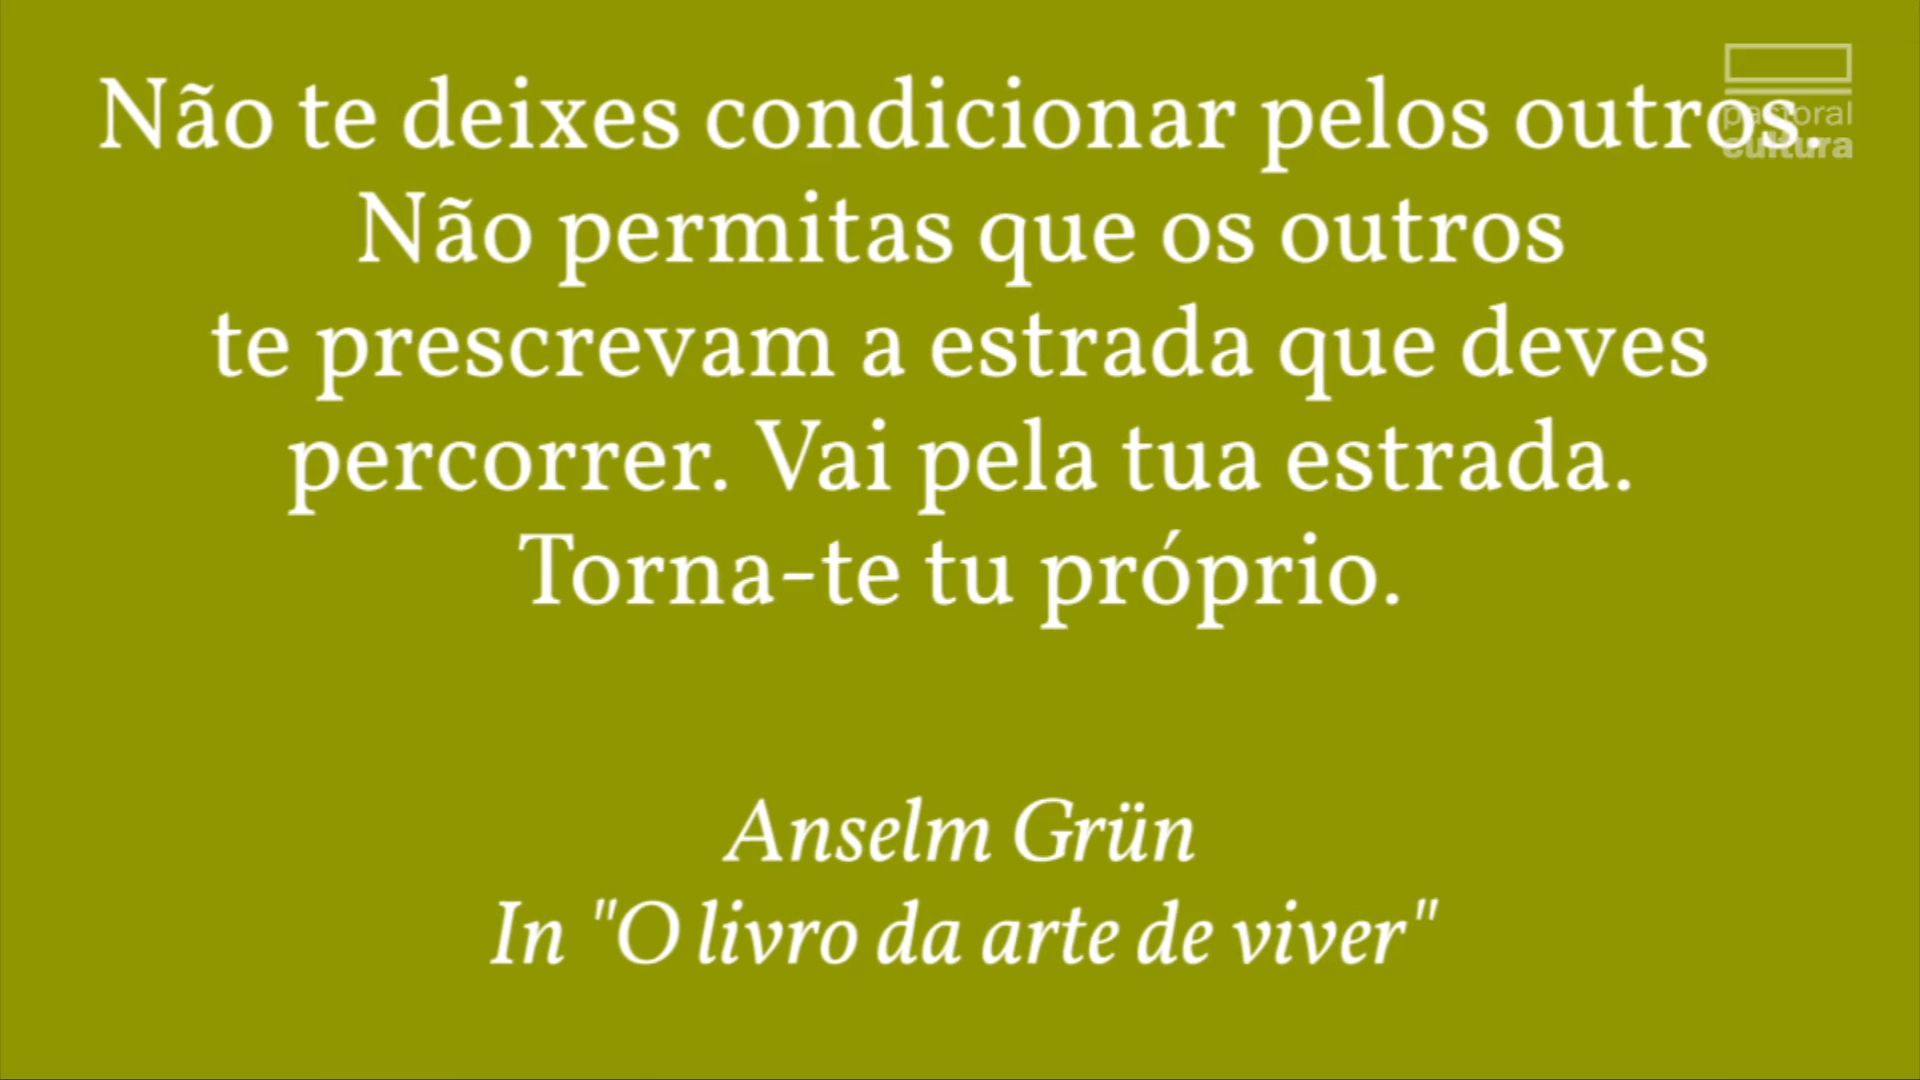 Não te deixes condicionar pelos outros.
pastoral
cultura
Não permitas que os outros
te prescrevam a estrada que deves
percorrer. Vai pela tua estrada.
Torna-te tu próprio.
Anselm Grün
In "O livro da arte de viver"